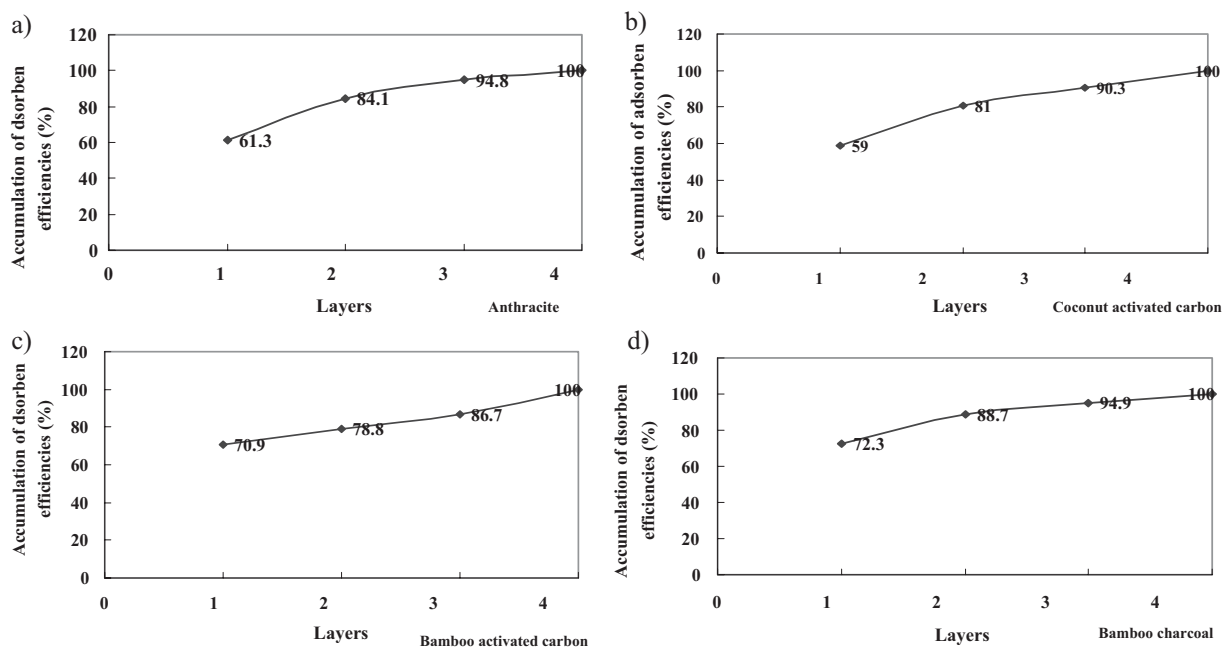 a)
Accumulation of dsorben
efficiencies (%)
120
100
80
60
40
20
0
61.3
84.1
94.8
100
0 1 2 3 4
Layers
Anthracite
b)
Accumulation of adsorben
efficiencies (%)
120
100
80
60
40
20
0
59
81
90.3
100
0 1 2 3 4
Layers
Coconut activated carbon
c)
Accumulation of dsorben
efficiencies (%)
120
100
80
60
40
20
0
70.9
78.8
86.7
100
0 1 2 3 4
Layers
Bamboo activated carbon
d)
Accumulation of dsorben
efficiencies (%)
120
100
80
60
40
20
0
72.3
88.7
94.9
100
0 1 2 3 4
Layers
Bamboo charcoal